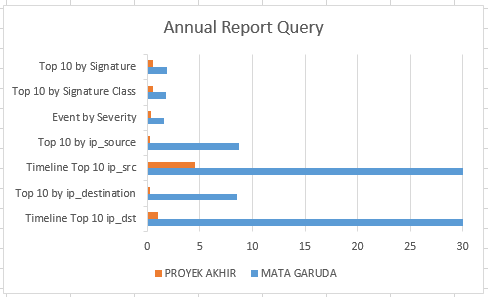 Annual Report Query
Top 10 by Signature
Top 10 by Signature Class
Event by Severity
Top 10 by ip_source
Timeline Top 10 ip_src
Top 10 by ip_destination
Timeline Top 10 ip_dst
0 5 10 15 20 25 30
PROYEK AKHIR MATA GARUDA